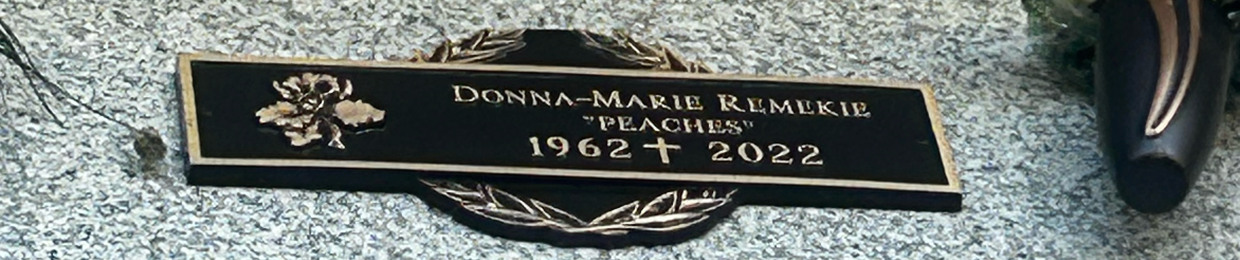 DONNA-MARIE REMEKIE
"PEACHES"
1962 ✝ 2022